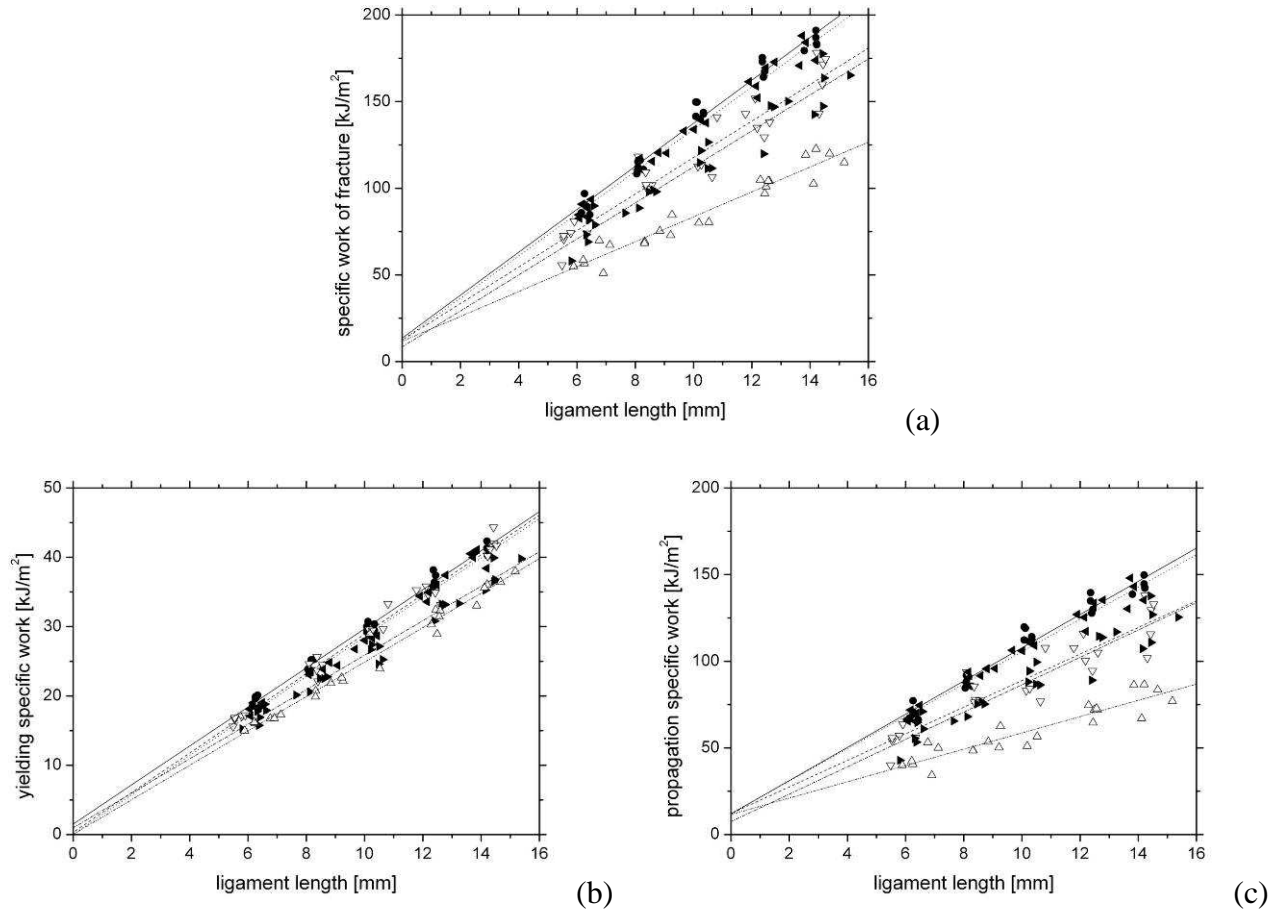 (a)
200
150
100
50
0
specific work of fracture [kJ/m²]
0 2 4 6 8 10 12 14 16
ligament length [mm]
50
40
30
20
10
0
yielding specific work [kJ/m²]
0 2 4 6 8 10 12 14 16
ligament length [mm]
(b)
200
150
100
50
0
propagation specific work [kJ/m²]
0 2 4 6 8 10 12 14 16
ligament length [mm]
(c)